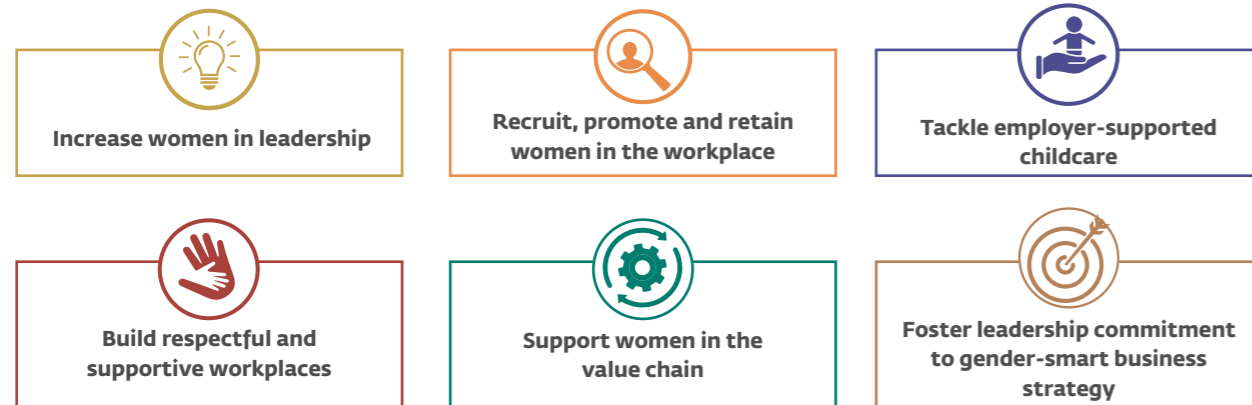 Increase women in leadership
Recruit, promote and retain
women in the workplace
Tackle employer-supported
childcare
Build respectful and
supportive workplaces
Support women in the
value chain
Foster leadership commitment
to gender-smart business
strategy